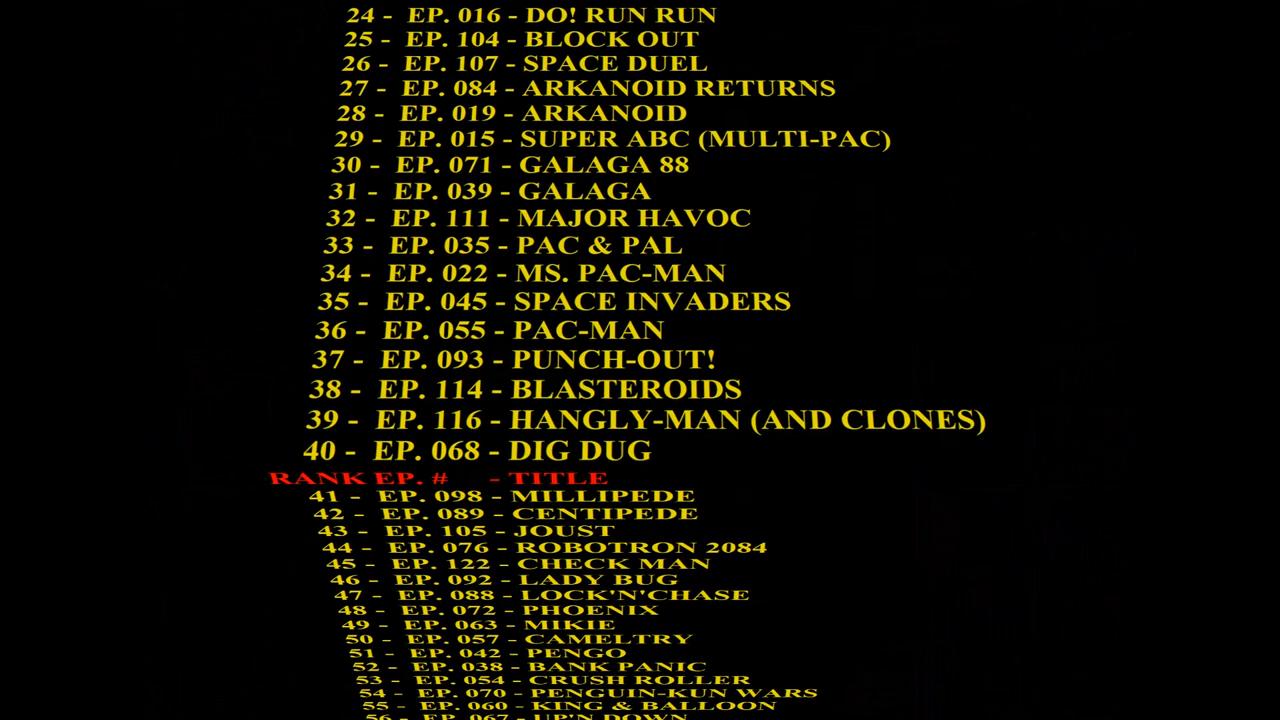 24 - EP. 016 - DO! RUN RUN
25 - EP. 104 - BLOCK OUT
26 - EP. 107 - SPACE DUEL
27 - EP. 084 - ARKANOID RETURNS
28 - EP. 019 - ARKANOID
29 - EP. 015 - SUPER ABC (MULTI-PAC)
30 - EP. 071 - GALAGA 88
31 - EP. 039 - GALAGA
32 - EP. 111 - MAJOR HAVOC
33 - EP. 035 - PAC & PAL
34 - EP. 022 - MS. PAC-MAN
35 - EP. 045 - SPACE INVADERS
36 - EP. 055 - PAC-MAN
37 - EP. 093 - PUNCH-OUT!
38 - EP. 114 - BLASTEROIDS
39 - EP. 116 - HANGLY-MAN (AND CLONES)
40 - EP. 068 - DIG DUG
RANK EP. # - TITLE
41 - EP. 098 - MILLIPEDE
42 - EP. 089 - CENTIPEDE
43 - EP. 105 - JOUST
44 - EP. 076 - ROBOTRON 2084
45 - EP. 122 - CHECK MAN
46 - EP. 092 - LADY BUG
47 - EP. 088 - LOCK'N'CHASE
48 - EP. 072 - PHOENIX
49 - EP. 063 - MIKIE
50 - EP. 057 - CAMELTRY
51 - EP. 042 - PENGO
52 - EP. 038 - BANK PANIC
53 - EP. 054 - CRUSH ROLLER
54 - EP. 070 - PENGUIN-KUN WARS
55 - EP. 060 - KING & BALLOON
56 - EP. 067 - UP'N DOWN